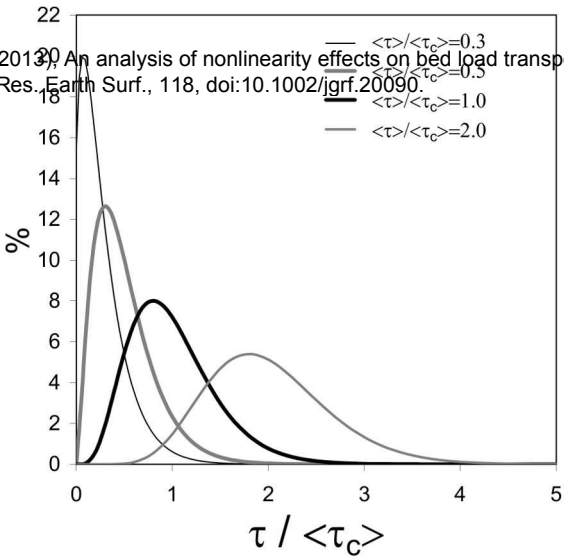 22
2013), An analysis of nonlinearity effects on bed load transpo
Res. Earth Surf., 118, doi:10.1002/jgrf.20090.
20
18
16
14
12
10
8
6
4
2
0
%
<τ>/<τc>=0.3
<τ>/<τc>=0.5
<τ>/<τc>=1.0
<τ>/<τc>=2.0
0 1 2 3 4 5
τ / <τc>